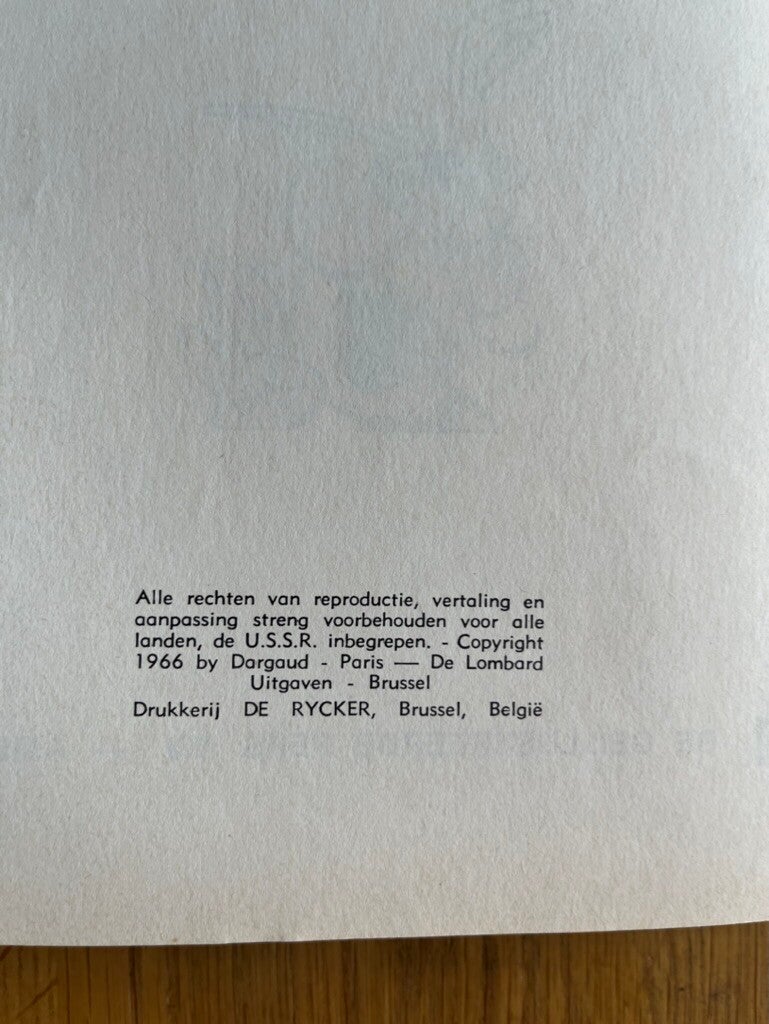 Alle rechten van reproductie, vertaling en
aanpassing streng voorbehouden voor alle
landen, de U.S.S.R. inbegrepen. - Copyright
1966 by Dargaud - Paris — De Lombard
Uitgaven - Brussel
Drukkerij DE RYCKER, Brussel, België